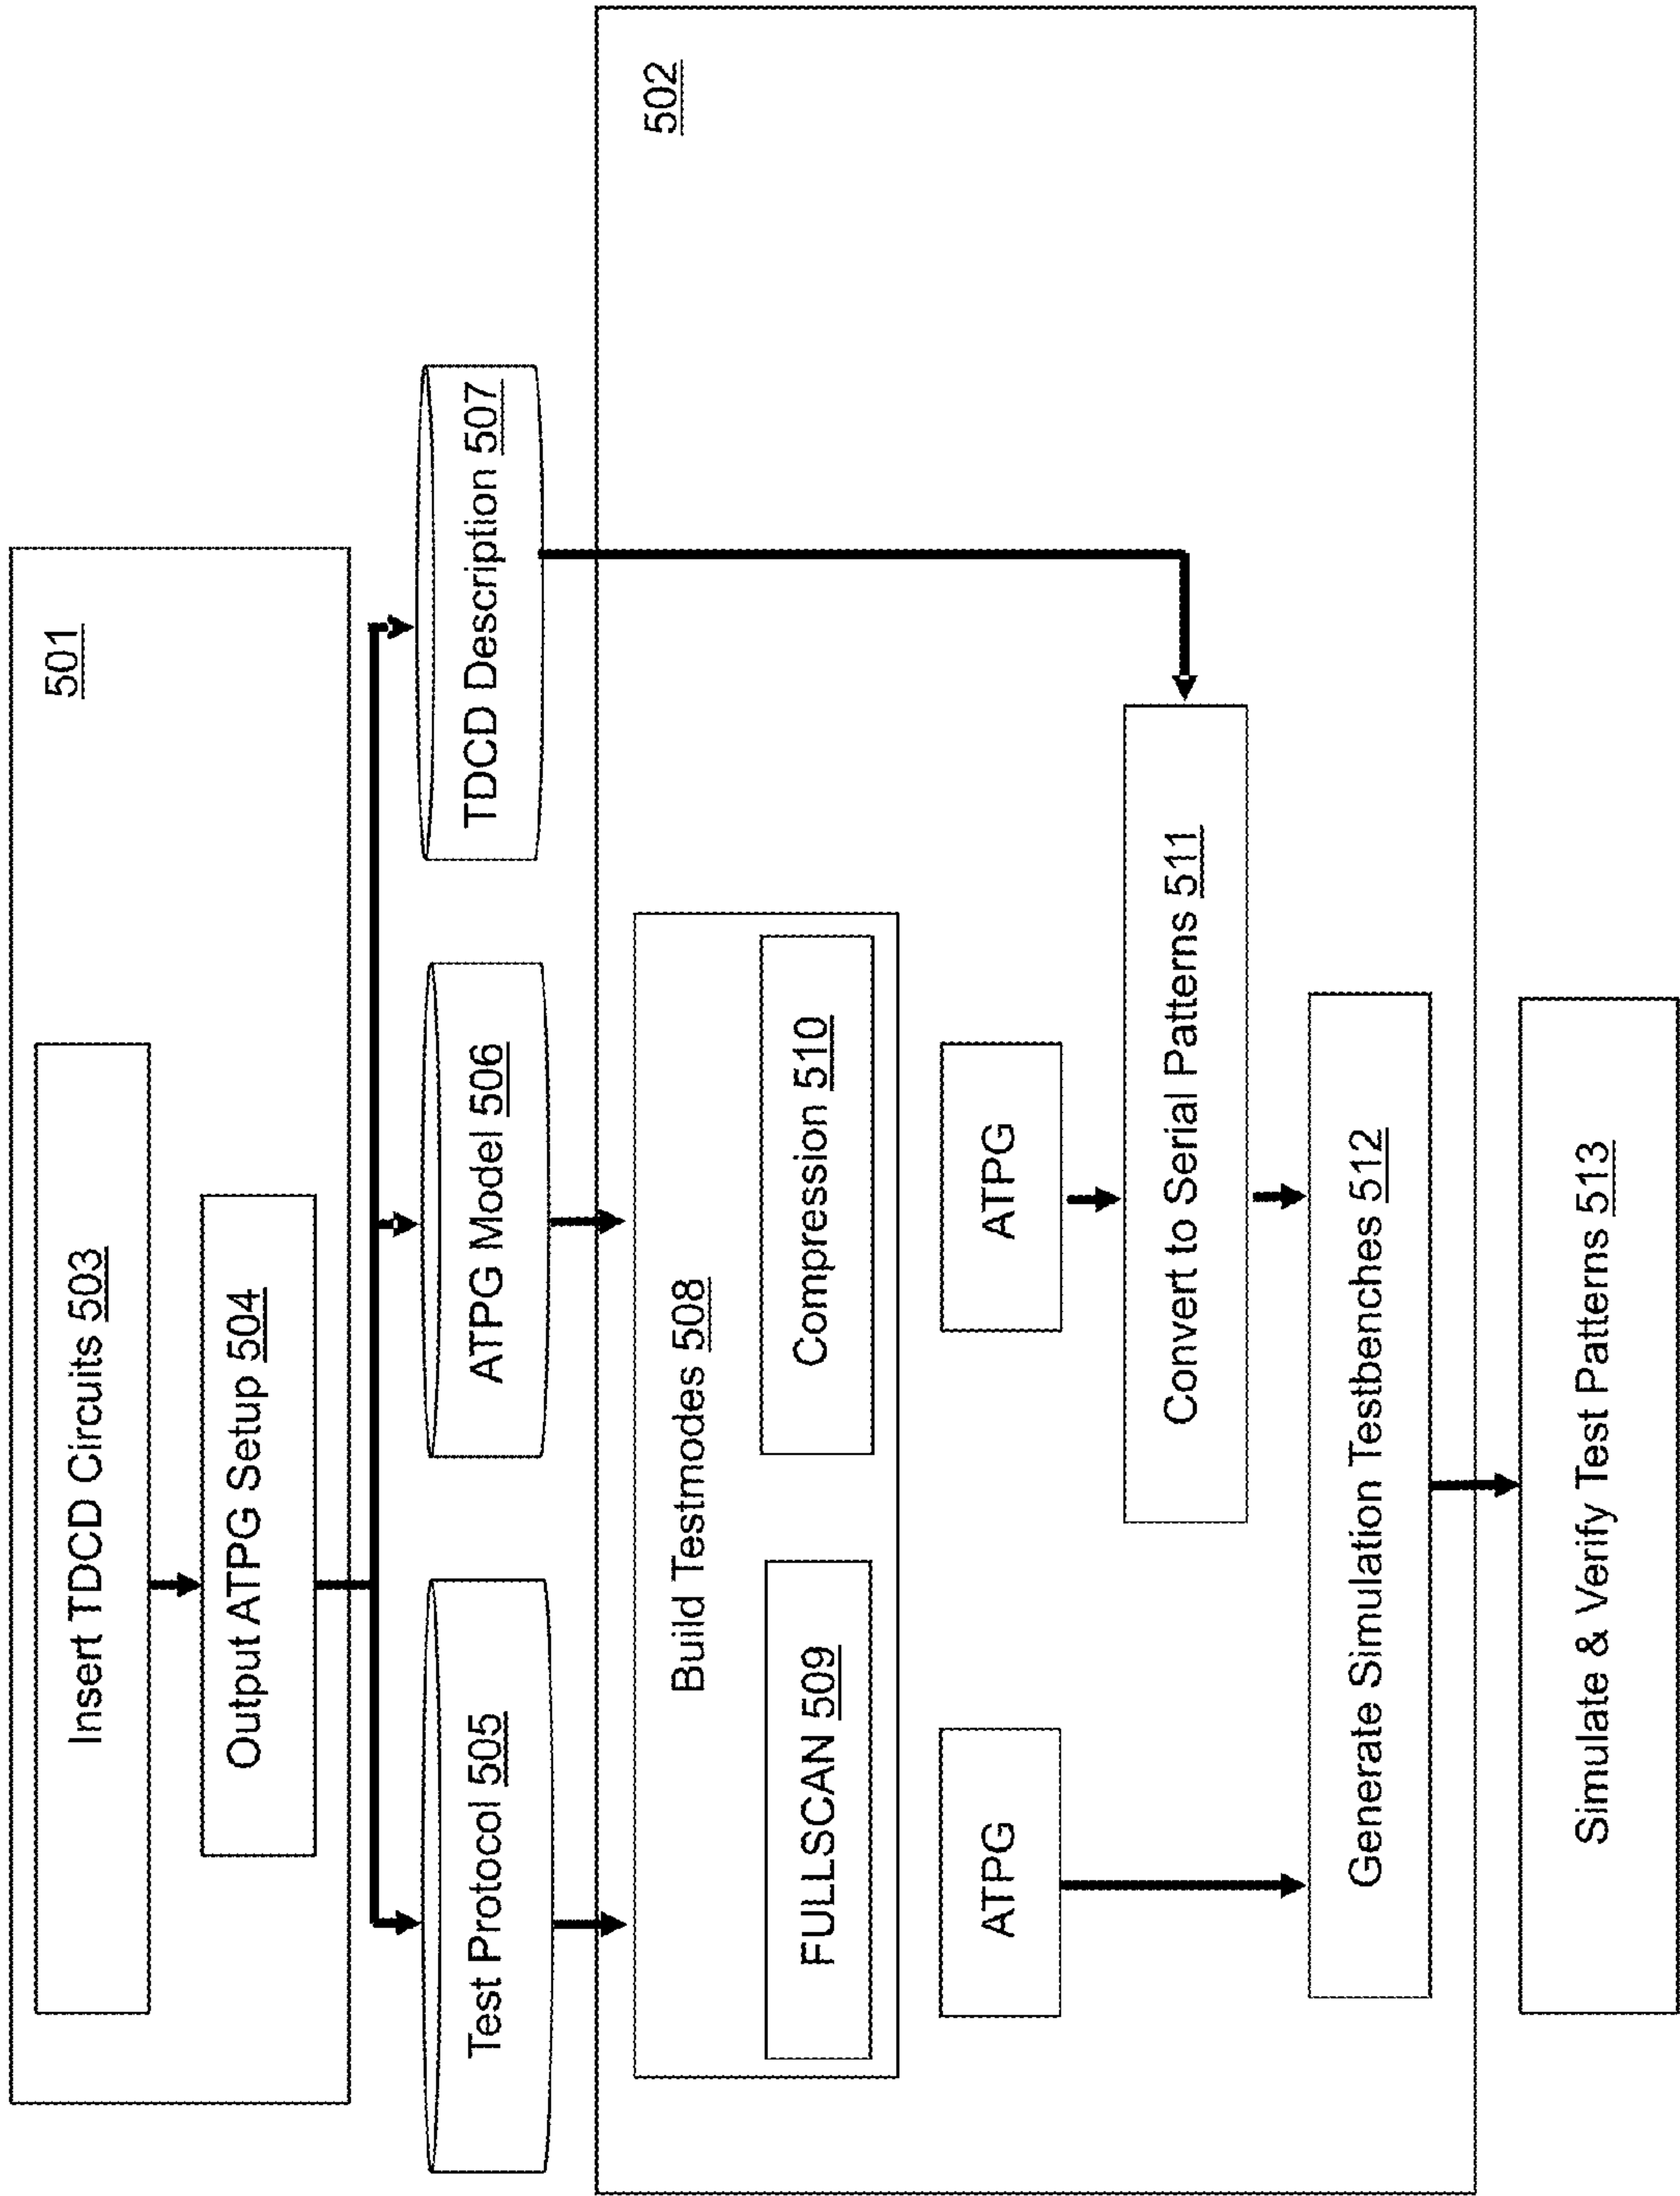 501
Insert TDCD Circuits 503
Output ATPG Setup 504
Test Protocol 505
ATPG Model 506
TDCD Description 507
502
Build Testmodes 508
FULLSCAN 509
Compression 510
ATPG
ATPG
Convert to Serial Patterns 511
Generate Simulation Testbenches 512
Simulate & Verify Test Patterns 513